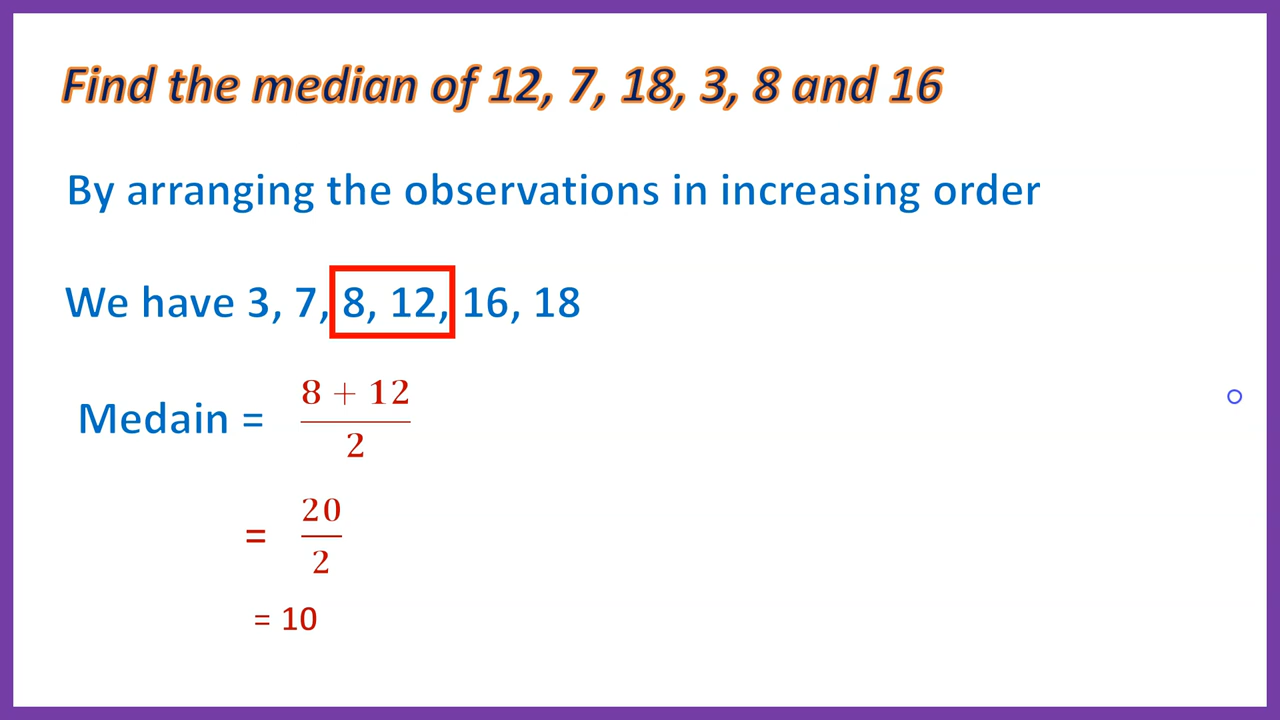 Find the median of 12, 7, 18, 3, 8 and 16
By arranging the observations in increasing order
We have 3, 7, 8, 12, 16, 18
Medain = 8 + 12 / 2
= 20 / 2
= 10